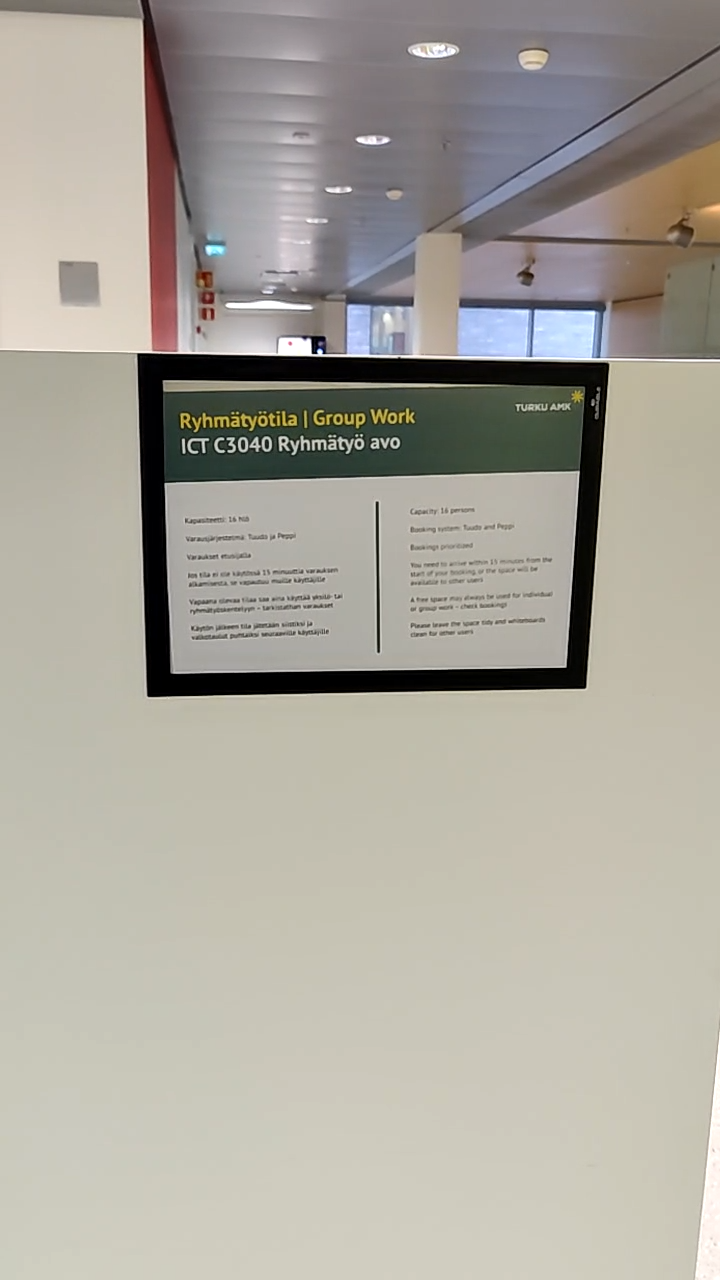 Ryhmätyötila | Group Work
ICT C3040 Ryhmätyö avo
TURKU AMK
Kapasiteetti: 16 hlö
Varausjärjestelmä: Tuudo ja Peppi
Varaukset etusijalla
Jos tila ei ole käytössä 15 minuuttia varauksen
alkamisesta, se vapautuu muille käyttäjille
Vapaana olevaa tilaa saa aina käyttää yksilö- tai
ryhmätyöskentelyyn – tarkistathan varaukset
Käytön jälkeen tila jätetään siistiksi ja
valkotaulut puhtaiksi seuraaville käyttäjille
Capacity: 16 persons
Booking system: Tuudo and Peppi
Bookings prioritized
You need to arrive within 15 minutes from the
start of your booking, or the space will be
available to other users
A free space may always be used for individual
or group work – check bookings!
Please leave the space tidy and whiteboards
clean for other users